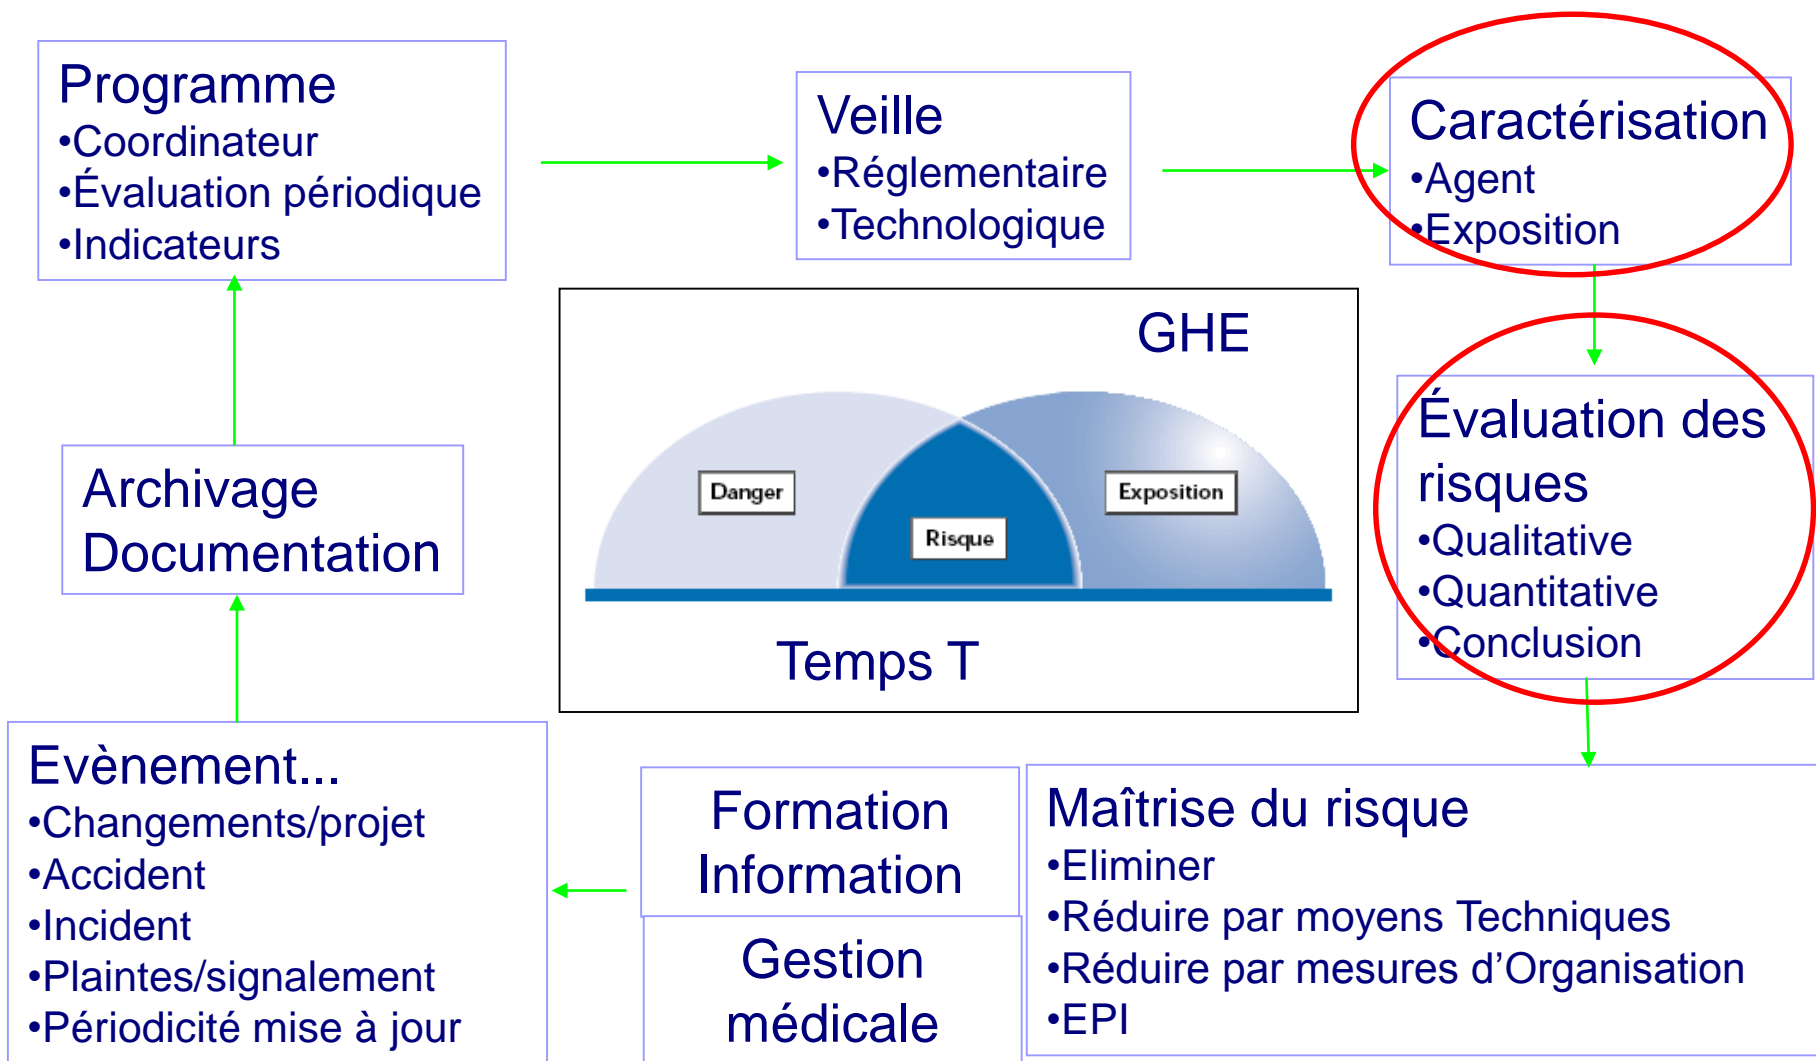 Programme
•Coordinateur
•Évaluation périodique
•Indicateurs
Veille
•Réglementaire
•Technologique
Caractérisation
•Agent
•Exposition
GHE
Danger
Exposition
Risque
Temps T
Évaluation des
risques
•Qualitative
•Quantitative
•Conclusion
Archivage
Documentation
Evènement...
•Changements/projet
•Accident
•Incident
•Plaintes/signalement
•Périodicité mise à jour
Formation
Information
Gestion
médicale
Maîtrise du risque
•Eliminer
•Réduire par moyens Techniques
•Réduire par mesures d’Organisation
•EPI